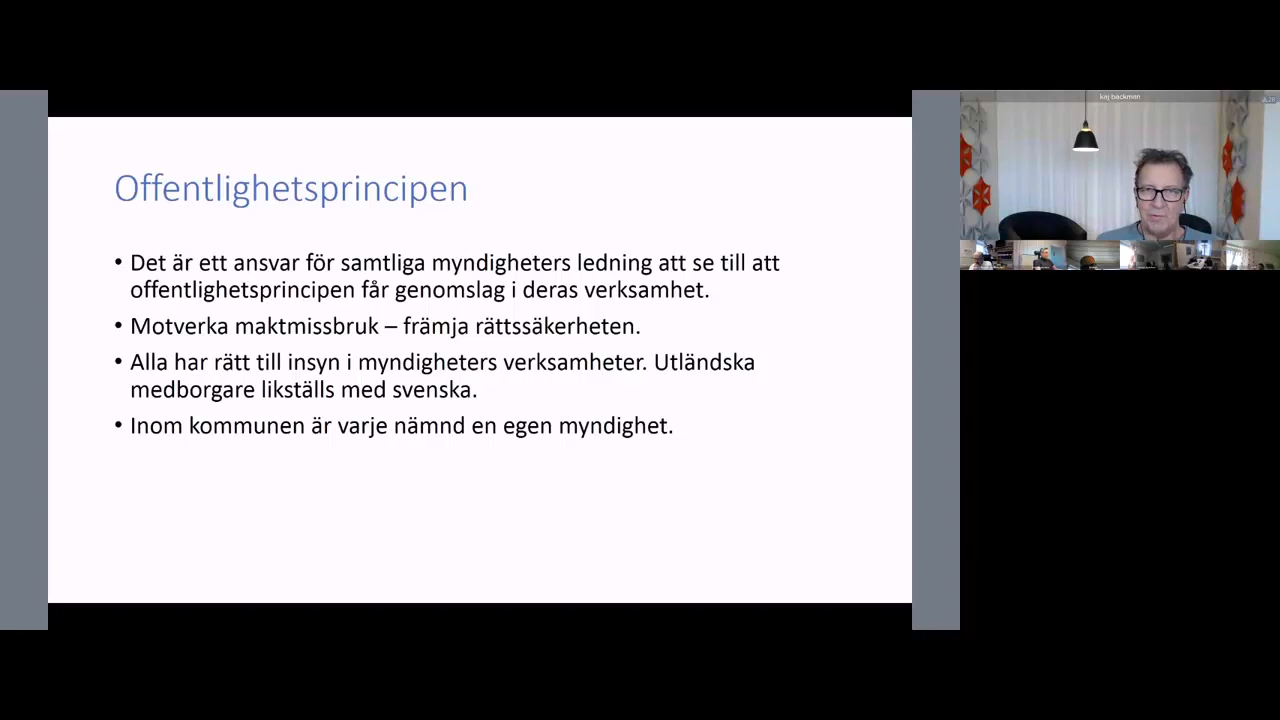 Offentlighetsprincipen
• Det är ett ansvar för samtliga myndigheters ledning att se till att
offentlighetsprincipen får genomslag i deras verksamhet.
• Motverka maktmissbruk – främja rättssäkerheten.
• Alla har rätt till insyn i myndigheters verksamheter. Utländska
medborgare likställs med svenska.
• Inom kommunen är varje nämnd en egen myndighet.
kaj backman